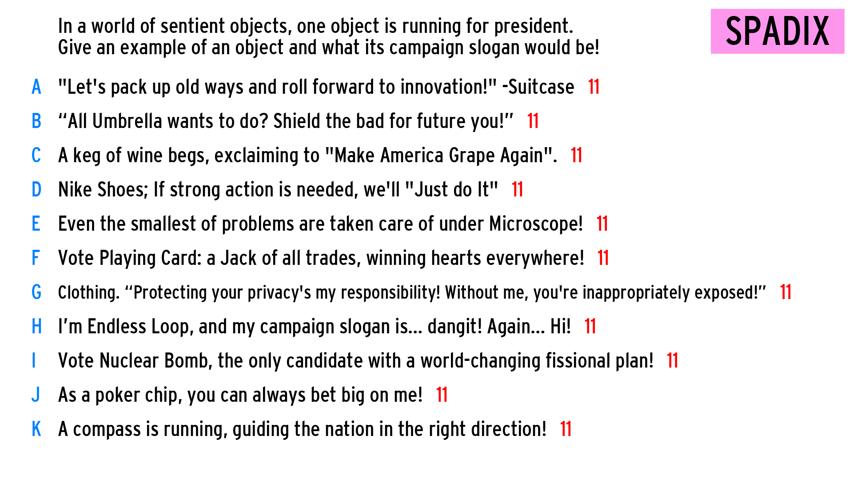 In a world of sentient objects, one object is running for president.
Give an example of an object and what its campaign slogan would be!
SPADIX
A "Let's pack up old ways and roll forward to innovation!" -Suitcase 11
B “All Umbrella wants to do? Shield the bad for future you!” 11
C A keg of wine begs, exclaiming to "Make America Grape Again". 11
D Nike Shoes; If strong action is needed, we'll "Just do It" 11
E Even the smallest of problems are taken care of under Microscope! 11
F Vote Playing Card: a Jack of all trades, winning hearts everywhere! 11
G Clothing. “Protecting your privacy's my responsibility! Without me, you're inappropriately exposed!” 11
H I’m Endless Loop, and my campaign slogan is... dangit! Again... Hi! 11
I Vote Nuclear Bomb, the only candidate with a world-changing fissional plan! 11
J As a poker chip, you can always bet big on me! 11
K A compass is running, guiding the nation in the right direction! 11